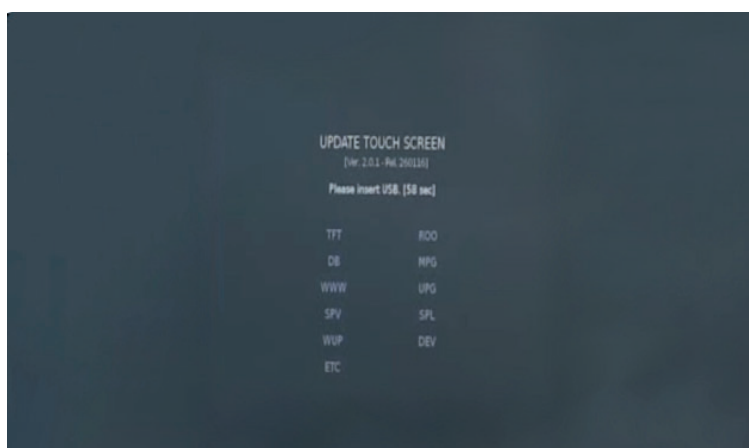 UPDATE TOUCH SCREEN
[Ver. 2.0.1 - Rel. 260116]
Please insert USB. [58 sec]
TFT ROO
DB MPG
WWW UPG
SPV SPL
WUP DEV
ETC